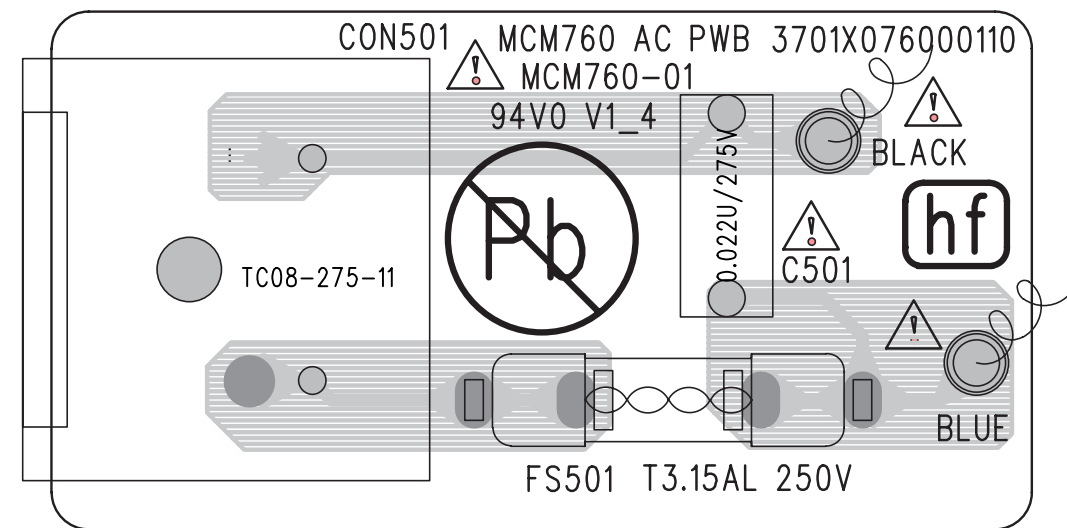 CON501 MCM760 AC PWB 3701X076000110
MCM760-01
94V0 V1_4
BLACK
0.022U/275V
Pb
hf
C501
TC08-275-11
BLUE
FS501 T3.15AL 250V